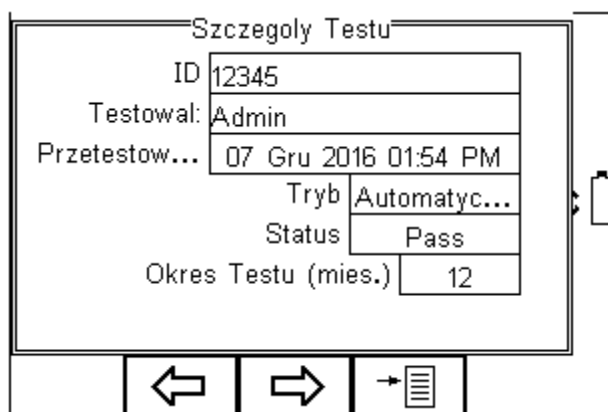 Szczegoly Testu
ID 12345
Testowal: Admin
Przetestow... 07 Gru 2016 01:54 PM
Tryb Automatyc...
Status Pass
Okres Testu (mies.) 12